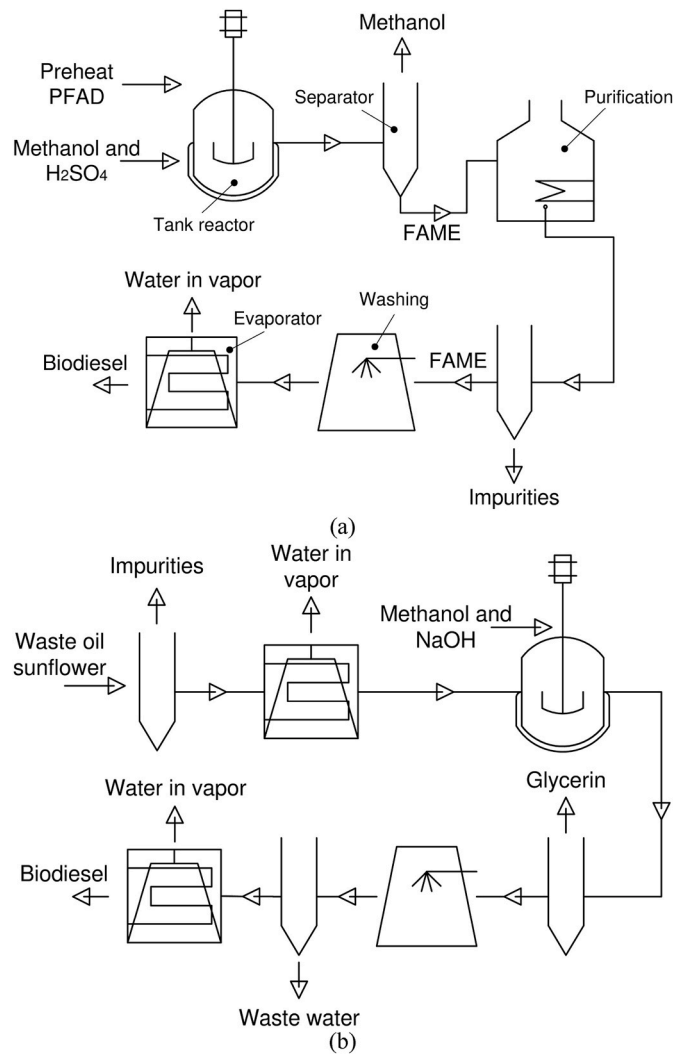 Methanol
Preheat
PFAD
Separator
Purification
Methanol and
H₂SO₄
Tank reactor
FAME
Water in vapor
Evaporator
Washing
Biodiesel
FAME
Impurities
(a)
Impurities
Water in
vapor
Methanol and
NaOH
Waste oil
sunflower
Water in vapor
Glycerin
Biodiesel
Waste water
(b)